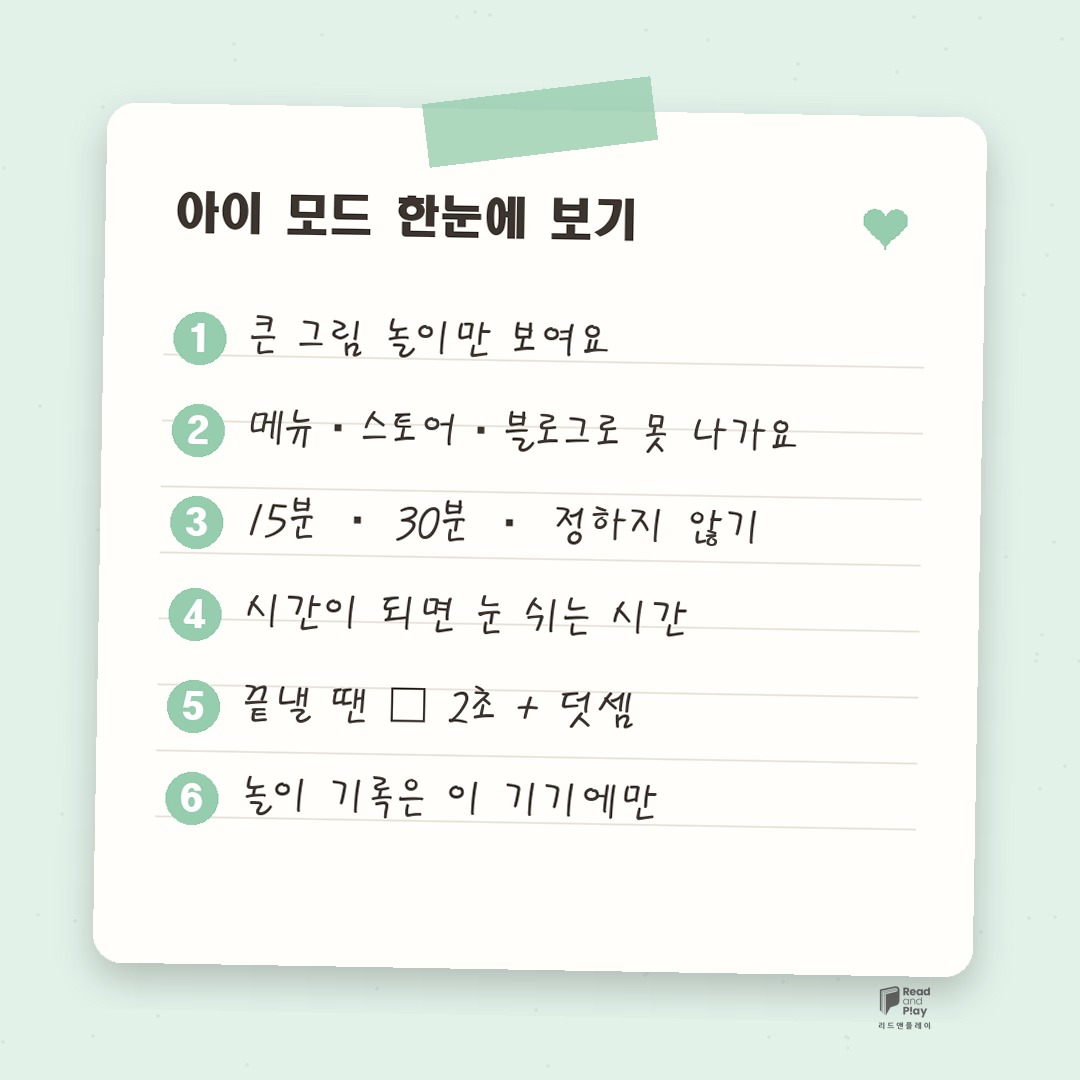 아이 모드 한눈에 보기
1 큰 그림 놀이만 보여요
2 메뉴 · 스토어 · 블로그로 못 나가요
3 15분 · 30분 · 정하지 않기
4 시간이 되면 눈 쉬는 시간
5 끝낼 땐 □ 2초 + 덧셈
6 놀이 기록은 이 기기에만
Read
and
Play
리드앤플레이